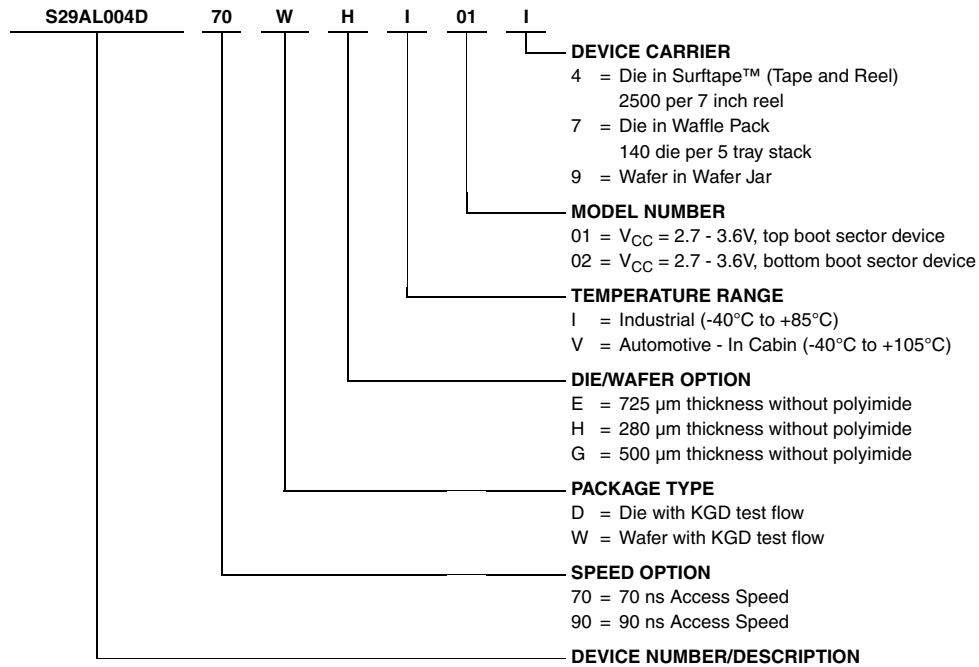 S29AL004D 70 W H I 01 I
DEVICE CARRIER
4 = Die in Surftape™ (Tape and Reel)
2500 per 7 inch reel
7 = Die in Waffle Pack
140 die per 5 tray stack
9 = Wafer in Wafer Jar
MODEL NUMBER
01 = VCC = 2.7 - 3.6V, top boot sector device
02 = VCC = 2.7 - 3.6V, bottom boot sector device
TEMPERATURE RANGE
I = Industrial (-40°C to +85°C)
V = Automotive - In Cabin (-40°C to +105°C)
DIE/WAFER OPTION
E = 725 µm thickness without polyimide
H = 280 µm thickness without polyimide
G = 500 µm thickness without polyimide
PACKAGE TYPE
D = Die with KGD test flow
W = Wafer with KGD test flow
SPEED OPTION
70 = 70 ns Access Speed
90 = 90 ns Access Speed
DEVICE NUMBER/DESCRIPTION